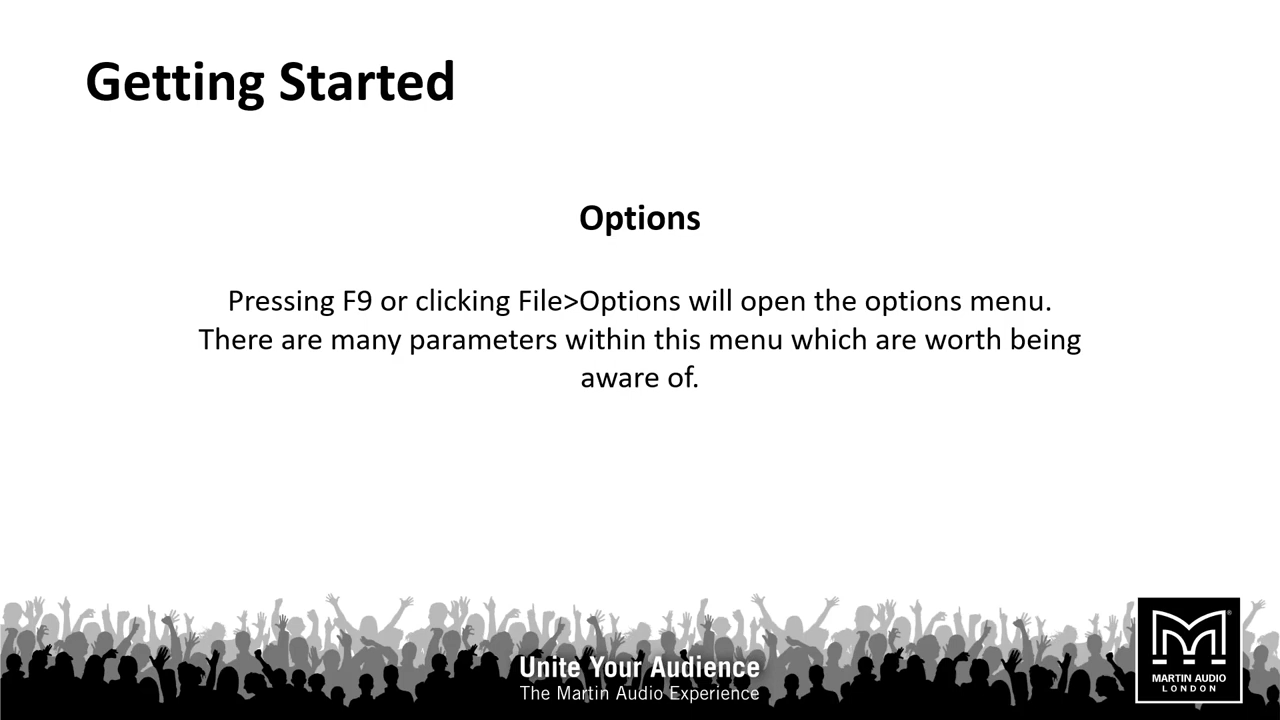 Getting Started
Options
Pressing F9 or clicking File>Options will open the options menu.
There are many parameters within this menu which are worth being
aware of.
Unite Your Audience
The Martin Audio Experience
MARTIN AUDIO
LONDON